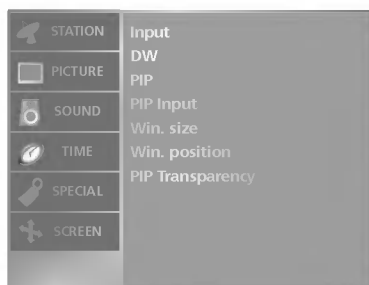 STATION
PICTURE
SOUND
TIME
SPECIAL
SCREEN
Input
DW
PIP
PIP Input
Win. size
Win. position
PIP Transparency